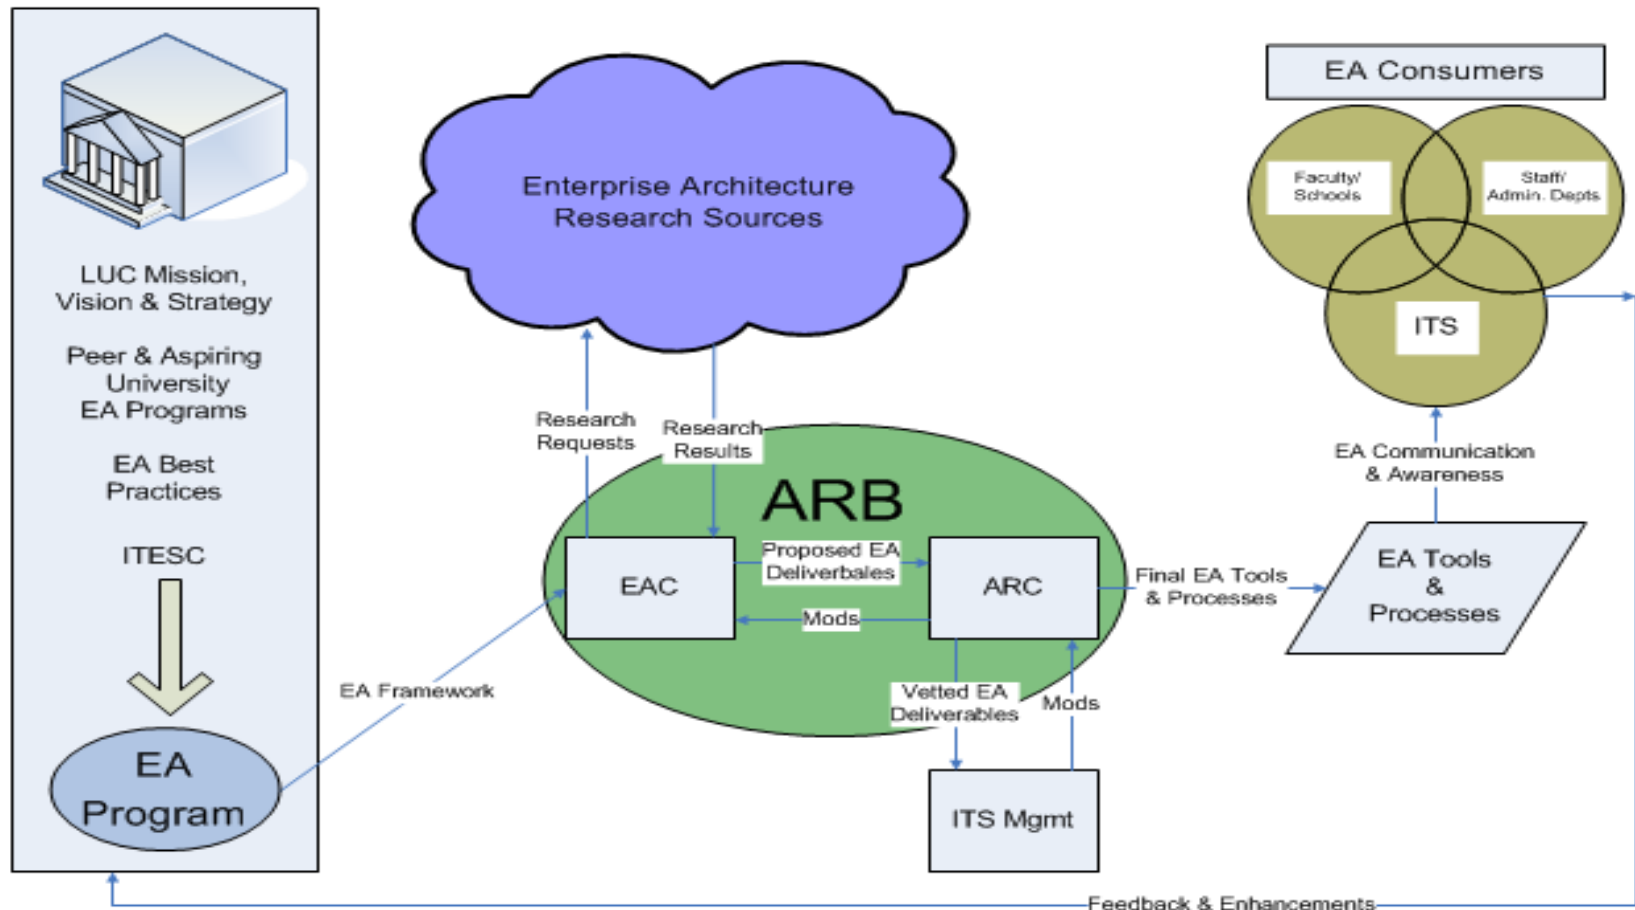 LUC Mission,
Vision & Strategy
Peer & Aspiring
University
EA Programs
EA Best
Practices
ITESC
EA
Program
EA Framework
Enterprise Architecture
Research Sources
Research
Requests
Research
Results
ARB
EAC
Proposed EA
Deliverbales
Mods
ARC
Vetted EA
Deliverables
Mods
ITS Mgmt
Final EA Tools
& Processes
EA Tools
&
Processes
EA Communication
& Awareness
EA Consumers
Faculty/
Schools
Staff/
Admin. Depts
ITS
Feedback & Enhancements